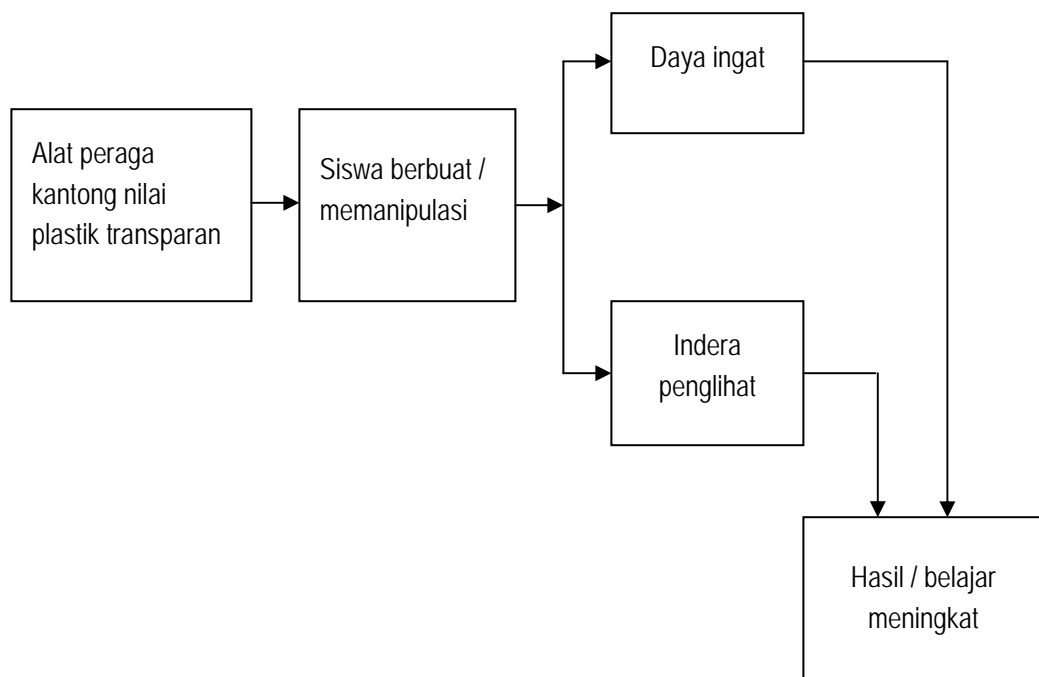 Alat peraga
kantong nilai
plastik transparan
Siswa berbuat /
memanipulasi
Daya ingat
Indera
penglihat
Hasil / belajar
meningkat